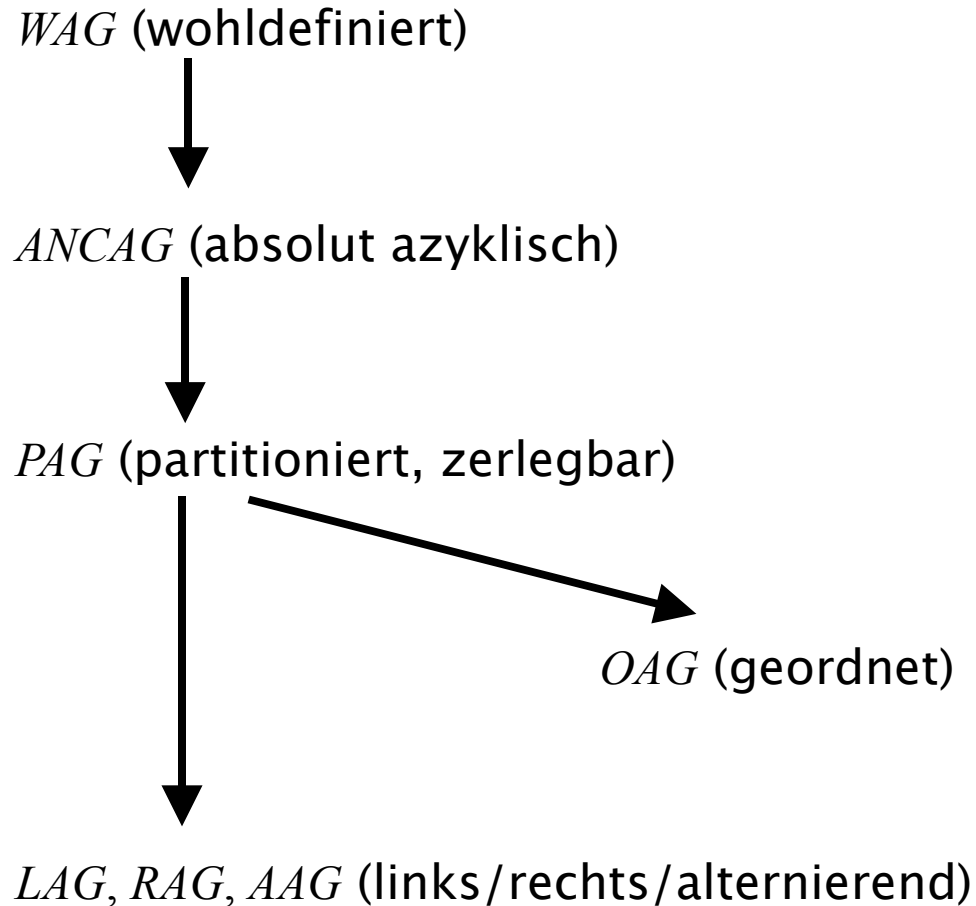 WAG (wohldefiniert)
ANCAG (absolut azyklisch)
PAG (partitioniert, zerlegbar)
OAG (geordnet)
LAG, RAG, AAG (links/rechts/alternierend)